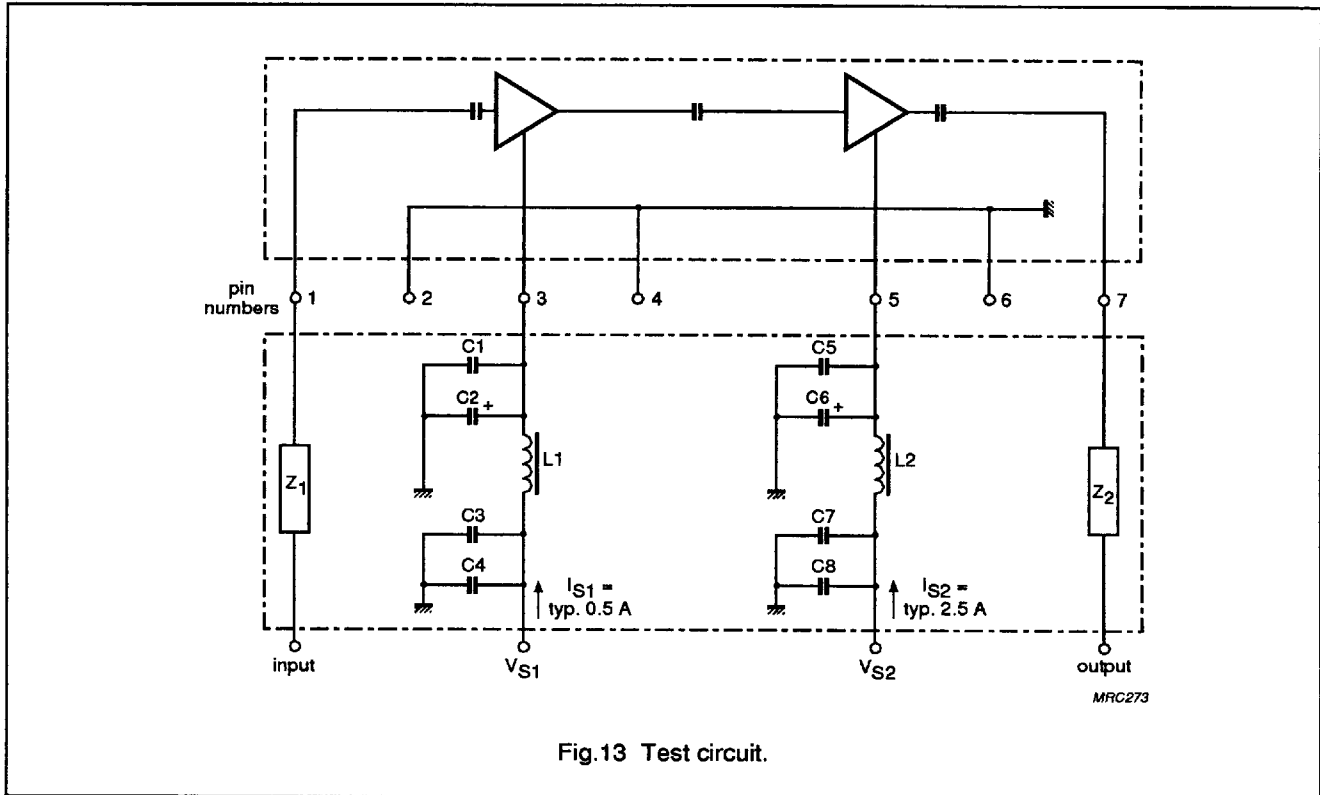 pin
numbers
1
2
3
4
5
6
7
C1
C2 +
L1
Z1
C3
C4
IS1 =
typ. 0.5 A
C5
C6 +
L2
Z2
C7
C8
IS2 =
typ. 2.5 A
input
VS1
VS2
output
MRC273
Fig.13 Test circuit.